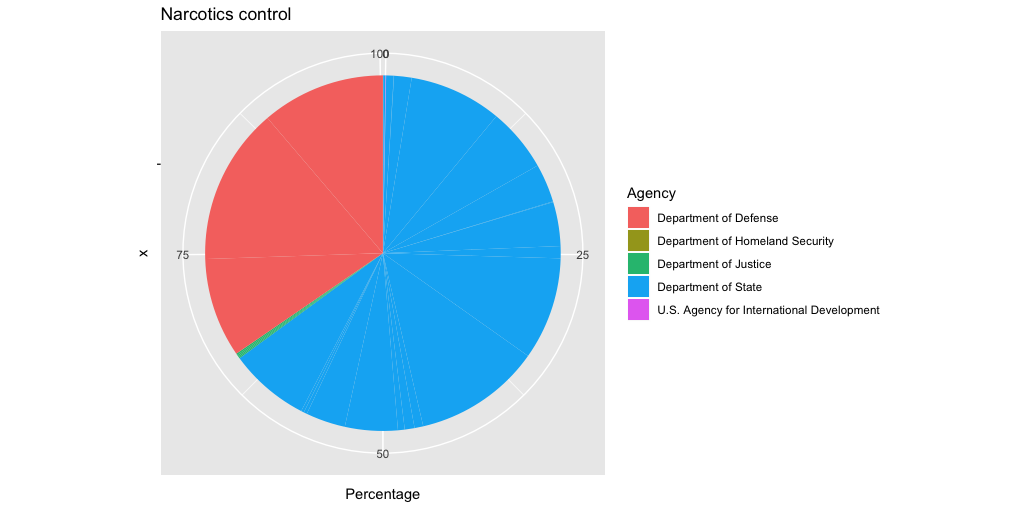 Narcotics control
100
75
25
50
x
Percentage
Agency
Department of Defense
Department of Homeland Security
Department of Justice
Department of State
U.S. Agency for International Development